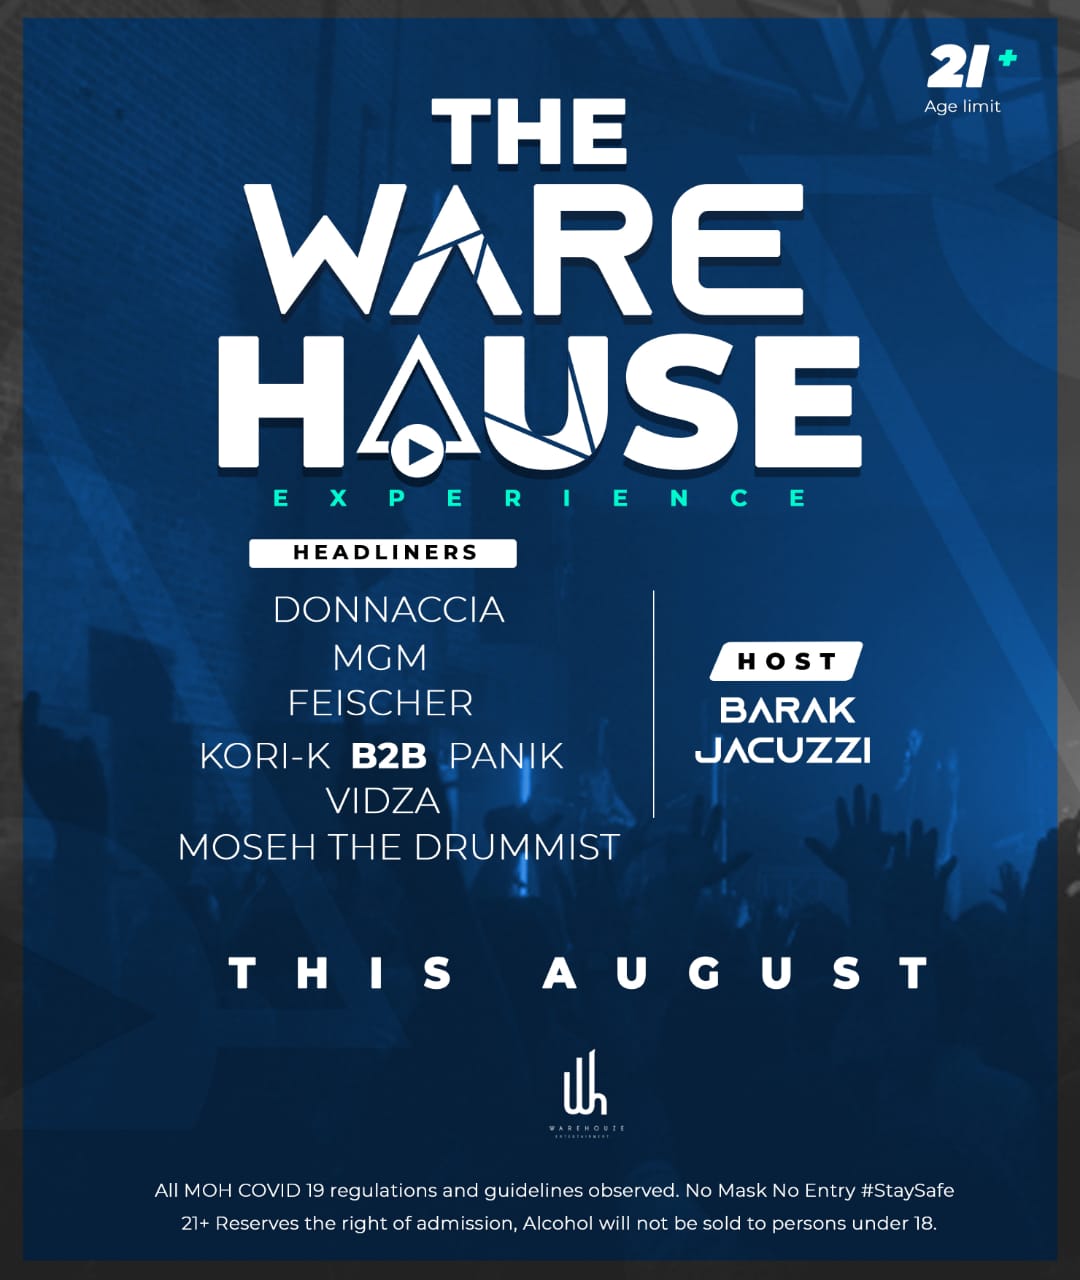 21+
Age limit
THE
WARE
HAUSE
EXPERIENCE
HEADLINERS
DONNACCIA
MGM
FEISCHER
KORI-K B2B PANIK
VIDZA
MOSEH THE DRUMMIST
HOST
BARAK
JACUZZI
THIS AUGUST
wh
WAREHOUZE
ENTERTAINMENT
All MOH COVID 19 regulations and guidelines observed. No Mask No Entry #StaySafe
21+ Reserves the right of admission, Alcohol will not be sold to persons under 18.